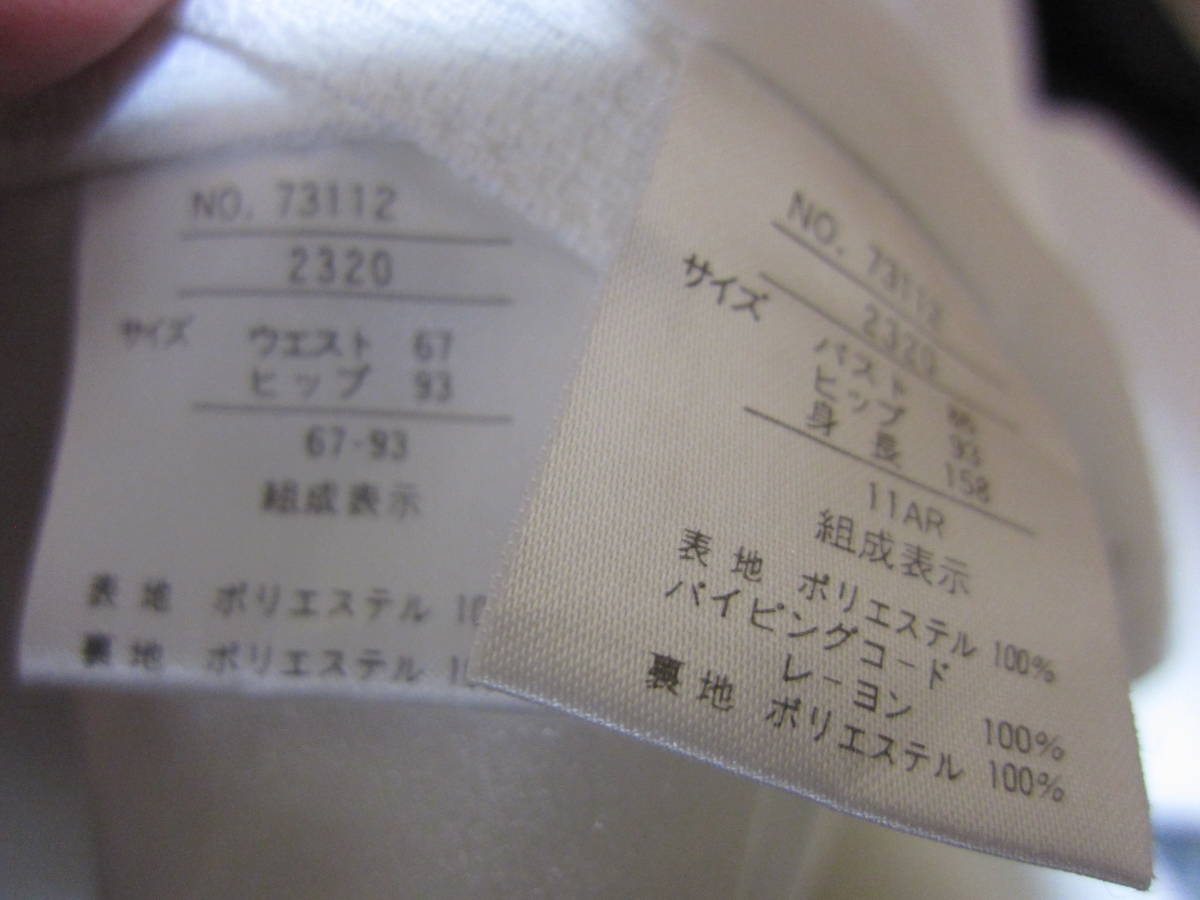 NO. 73112
2320
サイズ ウエスト 67
ヒップ 93
67-93
組成表示
表地 ポリエステル 10
裏地 ポリエステル 10
NO. 73112
2320
サイズ バスト
ヒップ 93
身長 158
11AR
組成表示
表地 ポリエステル 100%
パイピングコード
レーヨン 100%
裏地 ポリエステル 100%